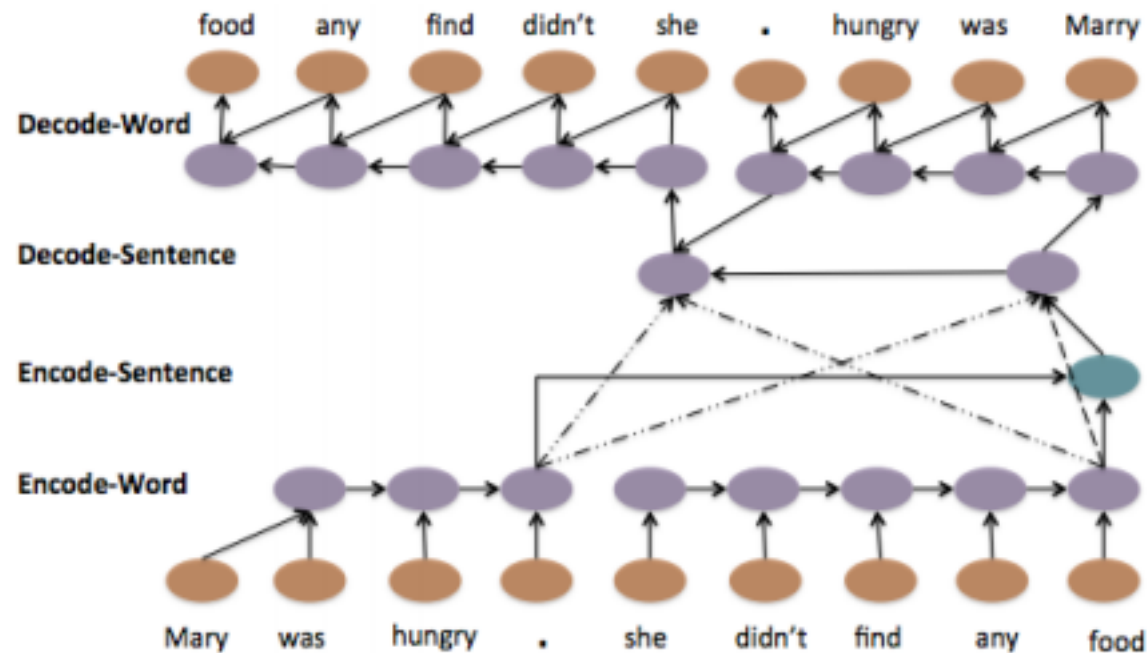 food any find didn't she . hungry was Marry
Decode-Word
Decode-Sentence
Encode-Sentence
Encode-Word
Mary was hungry . she didn't find any food